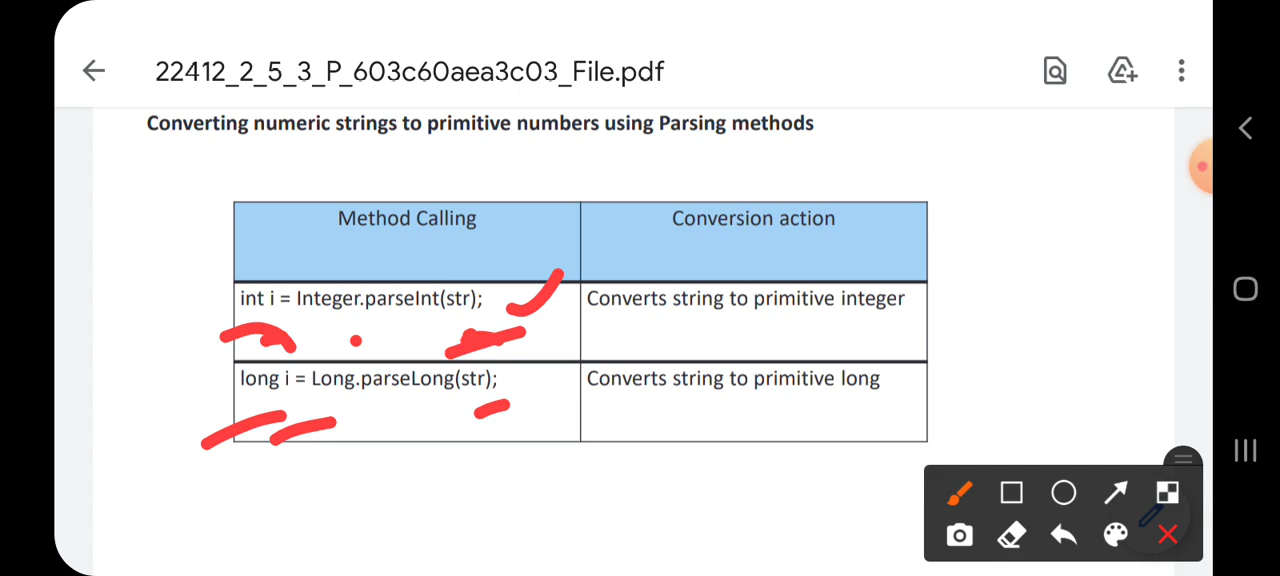 22412_2_5_3_P_603c60aea3c03_File.pdf
Converting numeric strings to primitive numbers using Parsing methods
Method Calling
Conversion action
int i = Integer.parseInt(str);
Converts string to primitive integer
long i = Long.parseLong(str);
Converts string to primitive long